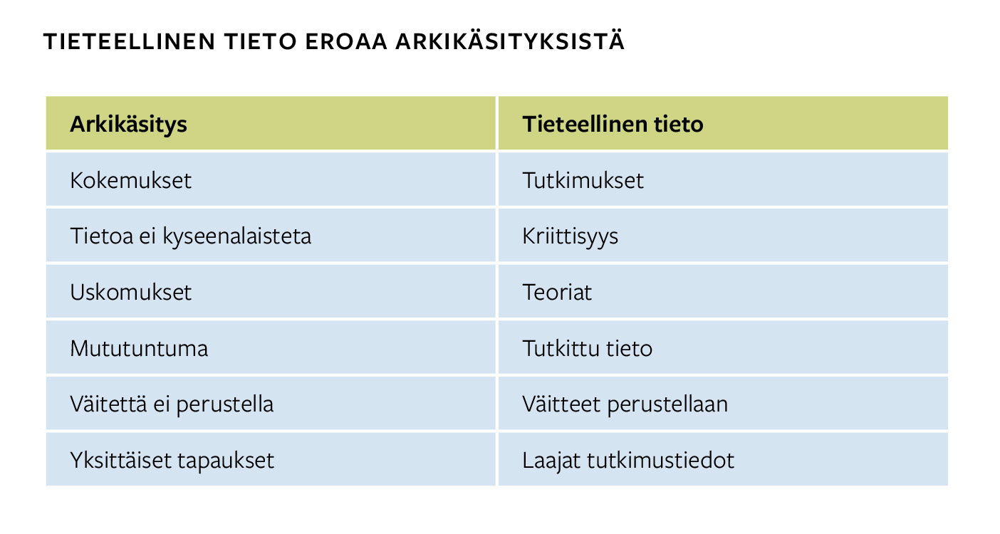 TIETEELLINEN TIETO EROAA ARKIKÄSITYKSISTÄ
Arkikäsitys
Tieteellinen tieto
Kokemukset
Tutkimukset
Tietoa ei kyseenalaisteta
Kriittisyys
Uskomukset
Teoriat
Mututuntuma
Tutkittu tieto
Väitettä ei perustella
Väitteet perustellaan
Yksittäiset tapaukset
Laajat tutkimustiedot